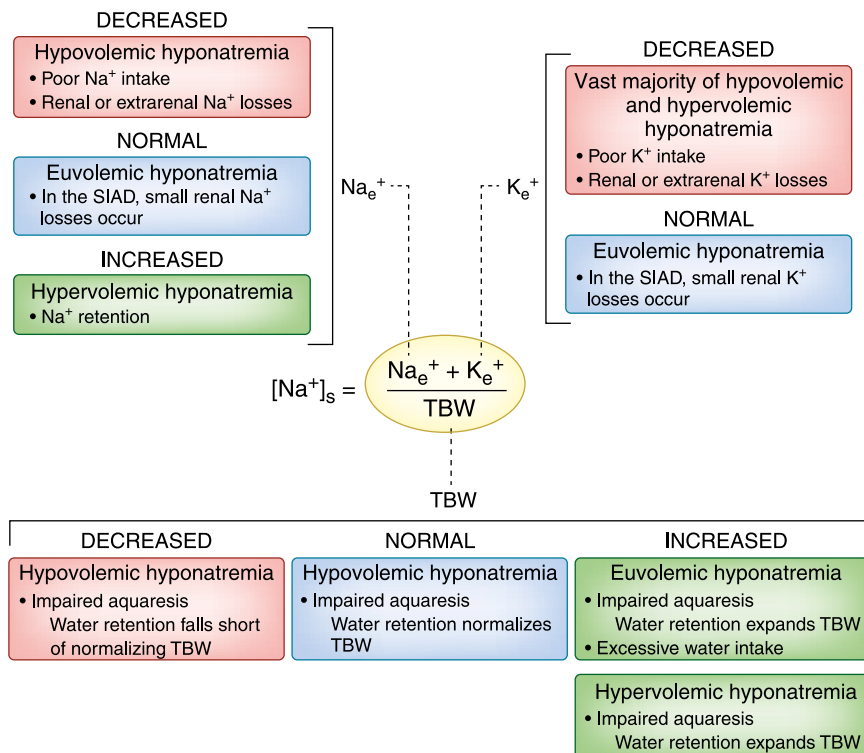 DECREASED
Hypovolemic hyponatremia
• Poor Na⁺ intake
• Renal or extrarenal Na⁺ losses
NORMAL
Euvolemic hyponatremia
• In the SIAD, small renal Na⁺
losses occur
INCREASED
Hypervolemic hyponatremia
• Na⁺ retention
Naₑ⁺
Kₑ⁺
DECREASED
Vast majority of hypovolemic
and hypervolemic
hyponatremia
• Poor K⁺ intake
• Renal or extrarenal K⁺ losses
NORMAL
Euvolemic hyponatremia
• In the SIAD, small renal K⁺
losses occur
[Na⁺]ₛ =
Naₑ⁺ + Kₑ⁺
TBW
TBW
DECREASED
Hypovolemic hyponatremia
• Impaired aquaresis
Water retention falls short
of normalizing TBW
NORMAL
Hypovolemic hyponatremia
• Impaired aquaresis
Water retention normalizes
TBW
INCREASED
Euvolemic hyponatremia
• Impaired aquaresis
Water retention expands TBW
• Excessive water intake
Hypervolemic hyponatremia
• Impaired aquaresis
Water retention expands TBW